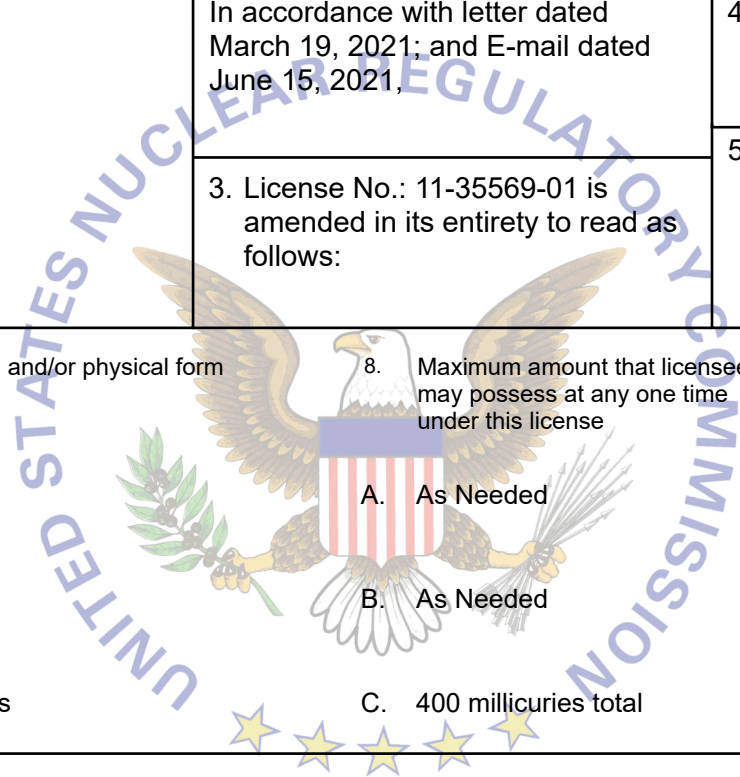 In accordance with letter dated
March 19, 2021; and E-mail dated
June 15, 2021,
4
5
3. License No.: 11-35569-01 is
amended in its entirety to read as
follows:
and/or physical form
8. Maximum amount that licensee
may possess at any one time
under this license
A. As Needed
B. As Needed
s
C. 400 millicuries total
UNITED STATES NUCLEAR REGULATORY COMMISSION